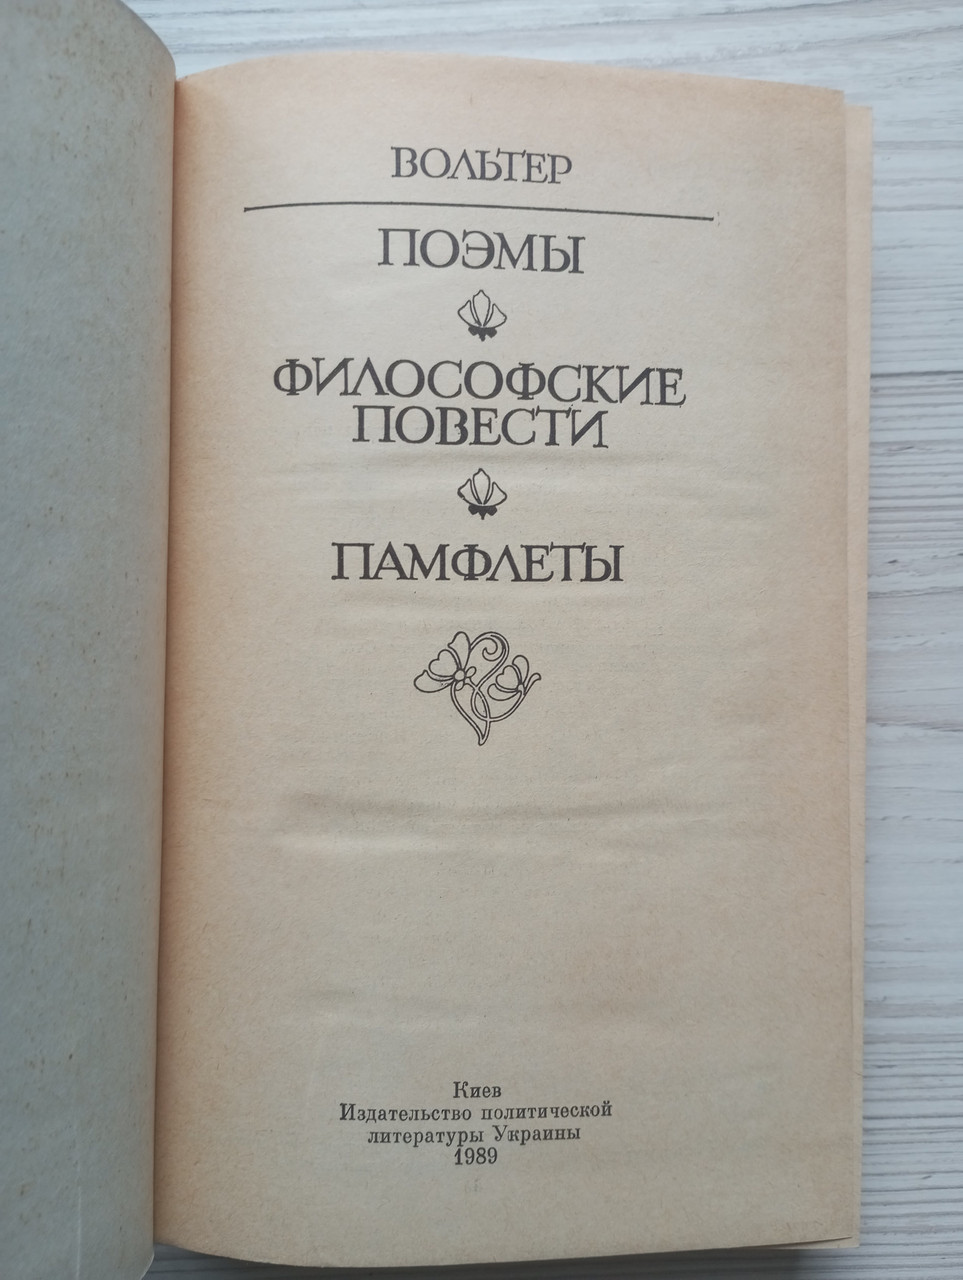 ВОЛЬТЕР
ПОЭМЫ
ФИЛОСОФСКИЕ
ПОВЕСТИ
ПАМФЛЕТЫ
Киев
Издательство политической
литературы Украины
1989